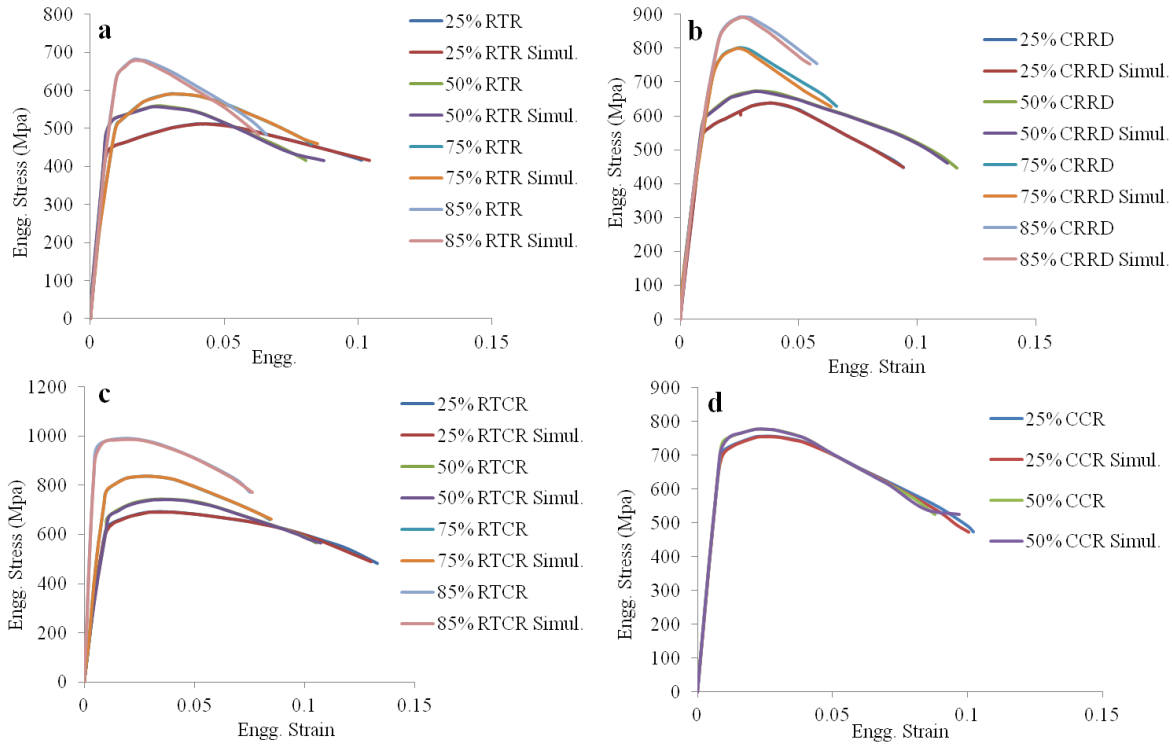 a
Engg. Stress (Mpa)
800
700
600
500
400
300
200
100
0
0
0.05
0.1
0.15
Engg.
25% RTR
25% RTR Simul.
50% RTR
50% RTR Simul.
75% RTR
75% RTR Simul.
85% RTR
85% RTR Simul.
b
Engg. Stress (Mpa)
900
800
700
600
500
400
300
200
100
0
0
0.05
0.1
0.15
Engg. Strain
25% CRRD
25% CRRD Simul.
50% CRRD
50% CRRD Simul.
75% CRRD
75% CRRD Simul.
85% CRRD
85% CRRD Simul.
c
Engg. Stress (Mpa)
1200
1000
800
600
400
200
0
0
0.05
0.1
0.15
Engg. Strain
25% RTCR
25% RTCR Simul.
50% RTCR
50% RTCR Simul.
75% RTCR
75% RTCR Simul.
85% RTCR
85% RTCR Simul.
d
Engg. Stress (Mpa)
900
800
700
600
500
400
300
200
100
0
0
0.05
0.1
0.15
Engg. Strain
25% CCR
25% CCR Simul.
50% CCR
50% CCR Simul.